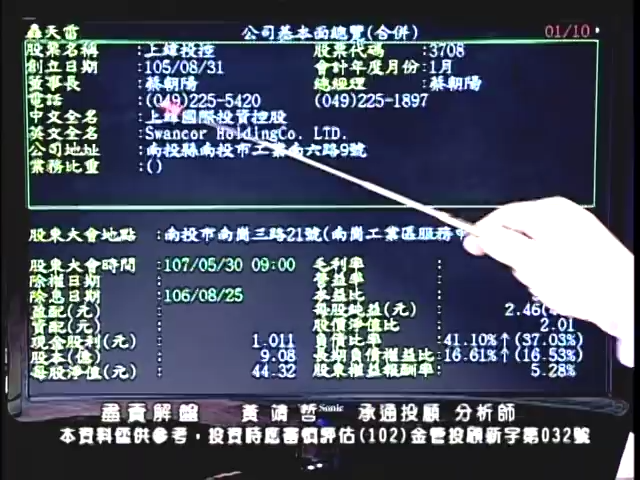 轟天雷 公司基本面總覽(合併) 01/10
股票名稱 :上緯投控 股票代碼 :3708
創立日期 :105/08/31 會計年度月份:1月
董事長 :蔡朝陽 總經理 :蔡朝陽
電話 :(049)225-5420 (049)225-1897
中文全名 :上緯國際投資控股
英文全名 :Swancor HoldingCo. LTD.
公司地址 :南投縣南投市工業南六路9號
業務比重 :()
股東大會地點 :南投市南崗三路21號(南崗工業區服務中
股東大會時間 :107/05/30 09:00 毛利率 :
除權日期 : 營益率 :
除息日期 :106/08/25 本益比 :
盈配(元) : 每股純益(元) : 2.46
資配(元) : 股價淨值比 : 2.01
現金股利(元) : 1.011 負債比率 :41.10%↑(37.03%)
股本(億) : 9.08 長期負債權益比:16.61%↑(16.53%)
每股淨值(元) : 44.32 股東權益報酬率: 5.28%
盡責解盤 黃靖哲 承通投顧 分析師
Sonic
本資料僅供參考,投資時應審慎評估(102)金管投顧新字第032號